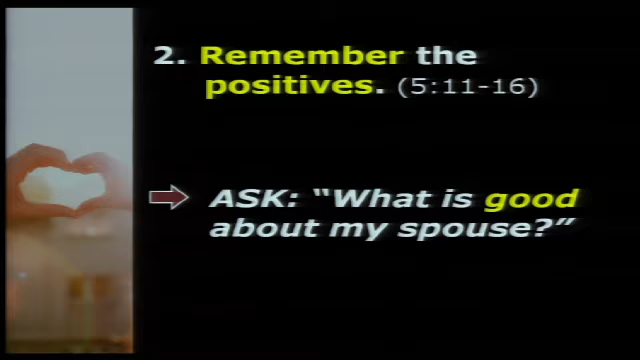 2. Remember the
positives. (5:11-16)
ASK: “What is good
about my spouse?”